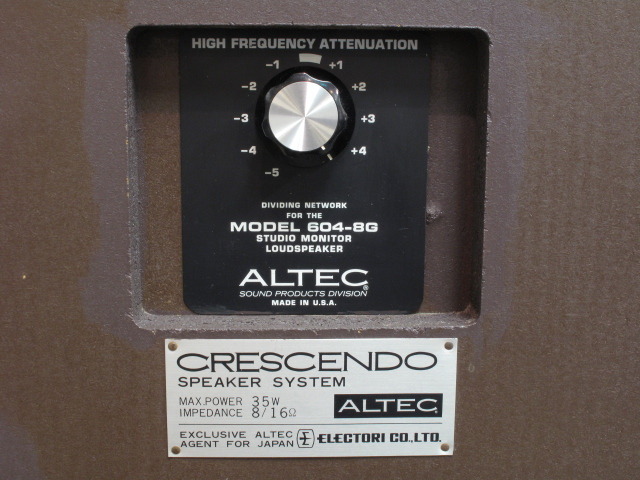 HIGH FREQUENCY ATTENUATION
-1 +1
-2 +2
-3 +3
-4 +4
-5
DIVIDING NETWORK
FOR THE
MODEL 604-8G
STUDIO MONITOR
LOUDSPEAKER
ALTEC®
SOUND PRODUCTS DIVISION
MADE IN U.S.A.
CRESCENDO
SPEAKER SYSTEM
MAX.POWER 35W
IMPEDANCE 8/16Ω
ALTEC®
EXCLUSIVE ALTEC
AGENT FOR JAPAN
E ELECTORI CO.,LTD.